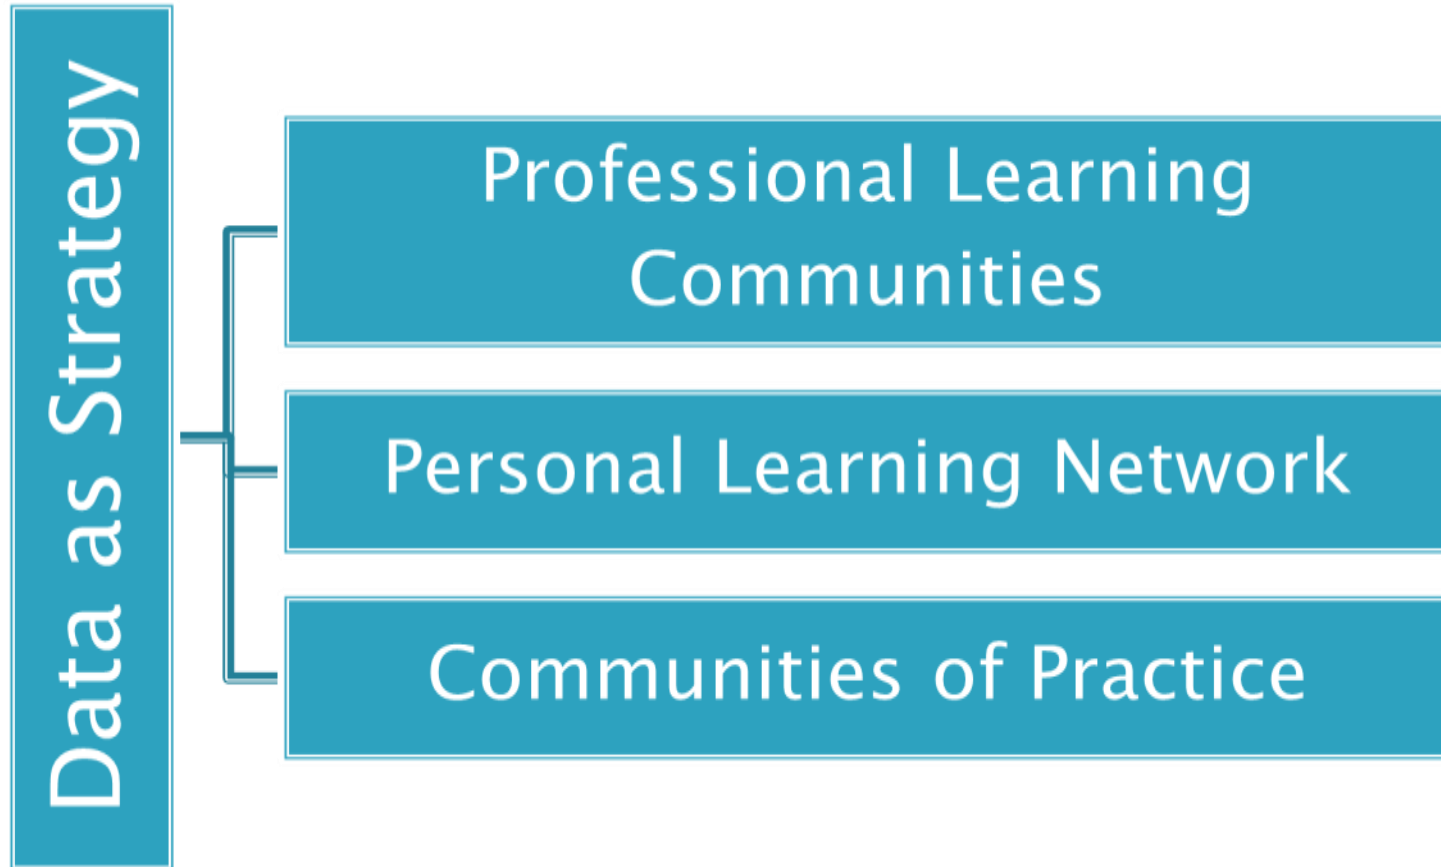 Data as Strategy
Professional Learning
Communities
Personal Learning Network
Communities of Practice